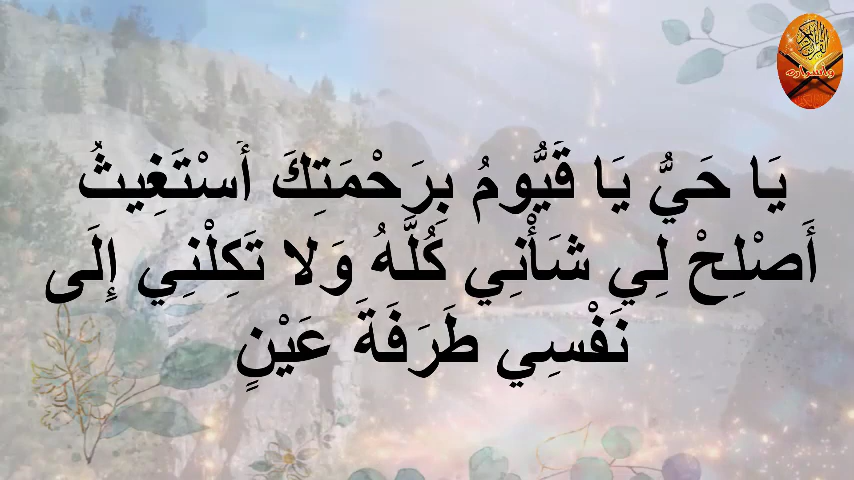 يَا حَيُّ يَا قَيُّومُ بِرَحْمَتِكَ أَسْتَغِيثُ
أَصْلِحْ لِي شَأْنِي كُلَّهُ وَلا تَكِلْنِي إِلَى
نَفْسِي طَرَفَةَ عَيْنٍ